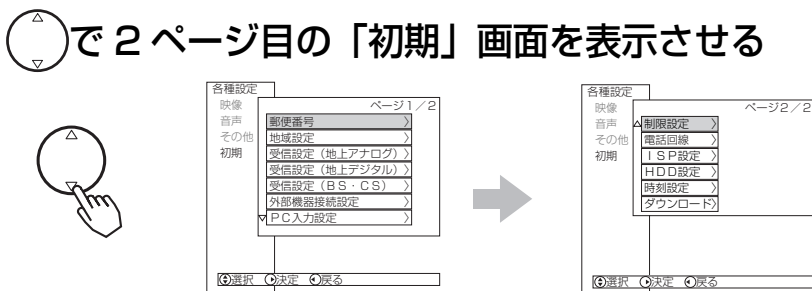 で 2 ページ目の「初期」画面を表示させる
各種設定
映像
音声
その他
初期
ページ1／2
郵便番号
地域設定
受信設定（地上アナログ）
受信設定（地上デジタル）
受信設定（BS・CS）
外部機器接続設定
PC入力設定
選択 決定 戻る
各種設定
映像
音声
その他
初期
ページ2／2
制限設定
電話回線
ISP設定
HDD設定
時刻設定
ダウンロード
選択 決定 戻る